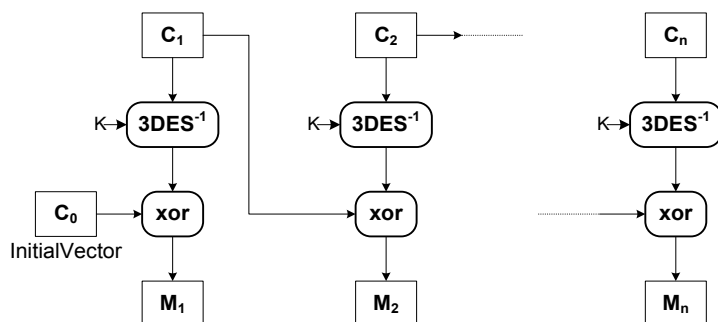 C₁ C₂ Cₙ
K 3DES⁻¹ K 3DES⁻¹ K 3DES⁻¹
C₀ xor xor xor
InitialVector
M₁ M₂ Mₙ